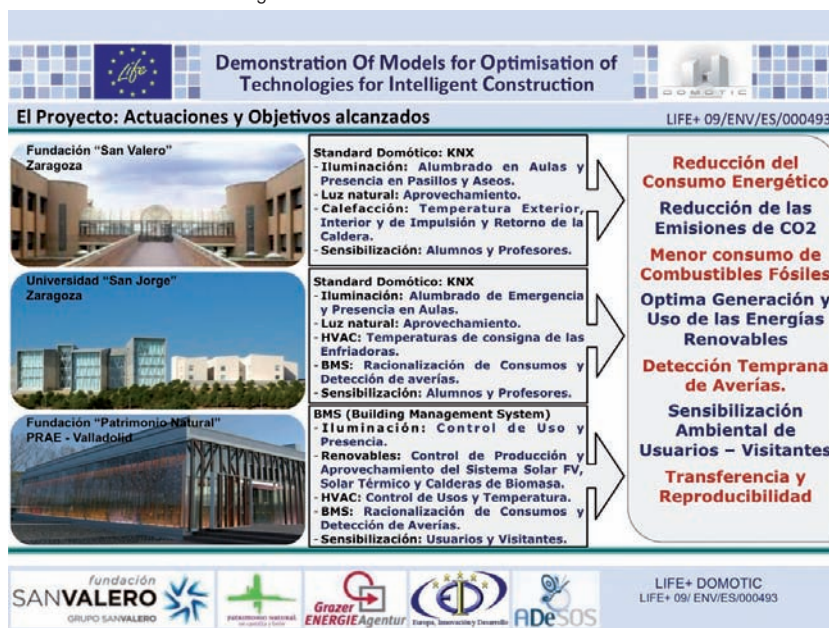 Life
Demonstration Of Models for Optimisation of
Technologies for Intelligent Construction
DOMOTIC
El Proyecto: Actuaciones y Objetivos alcanzados
LIFE+ 09/ENV/ES/000493
Fundación "San Valero"
Zaragoza
Standard Domótico: KNX
- Iluminación: Alumbrado en Aulas y
Presencia en Pasillos y Aseos.
- Luz natural: Aprovechamiento.
- Calefacción: Temperatura Exterior,
Interior y de Impulsión y Retorno de la
Caldera.
- Sensibilización: Alumnos y Profesores.
Universidad "San Jorge"
Zaragoza
Standard Domótico: KNX
- Iluminación: Alumbrado de Emergencia
y Presencia en Aulas.
- Luz natural: Aprovechamiento.
- HVAC: Temperaturas de consigna de las
Enfriadoras.
- BMS: Racionalización de Consumos y
Detección de averías.
- Sensibilización: Alumnos y Profesores.
Fundación "Patrimonio Natural"
PRAE - Valladolid
BMS (Building Management System)
- Iluminación: Control de Uso y
Presencia.
- Renovables: Control de Producción y
Aprovechamiento del Sistema Solar FV,
Solar Térmico y Calderas de Biomasa.
- HVAC: Control de Usos y Temperatura.
- BMS: Racionalización de Consumos y
Detección de Averías.
- Sensibilización: Usuarios y Visitantes.
Reducción del
Consumo Energético
Reducción de las
Emisiones de CO2
Menor consumo de
Combustibles Fósiles
Optima Generación y
Uso de las Energías
Renovables
Detección Temprana
de Averías.
Sensibilización
Ambiental de
Usuarios – Visitantes
Transferencia y
Reproducibilidad
fundación
SANVALERO
GRUPO SANVALERO
patrimonio natural
de castilla y león
Grazer
ENERGIEAgentur
EID
Europa, Innovación y Desarrollo
ADeSOS
LIFE+ DOMOTIC
LIFE+ 09/ ENV/ES/000493